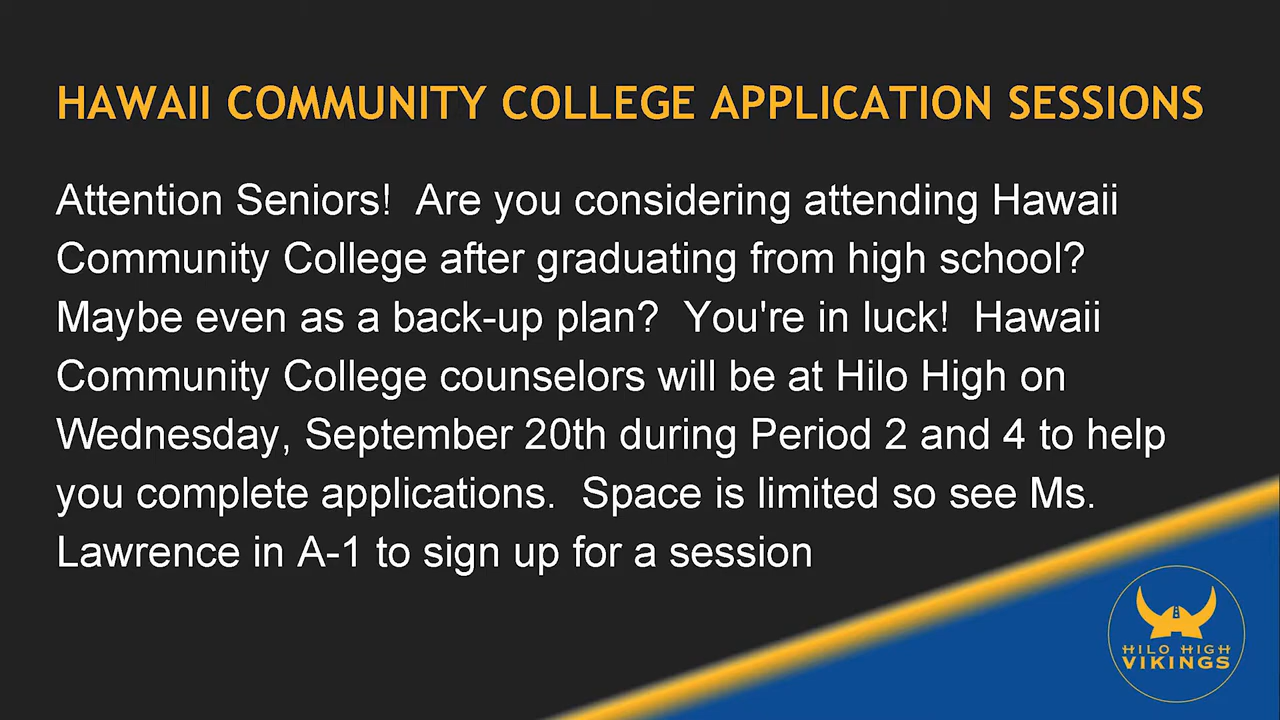 HAWAII COMMUNITY COLLEGE APPLICATION SESSIONS
Attention Seniors!  Are you considering attending Hawaii
Community College after graduating from high school?
Maybe even as a back-up plan?  You're in luck!  Hawaii
Community College counselors will be at Hilo High on
Wednesday, September 20th during Period 2 and 4 to help
you complete applications.  Space is limited so see Ms.
Lawrence in A-1 to sign up for a session
HILO HIGH
VIKINGS